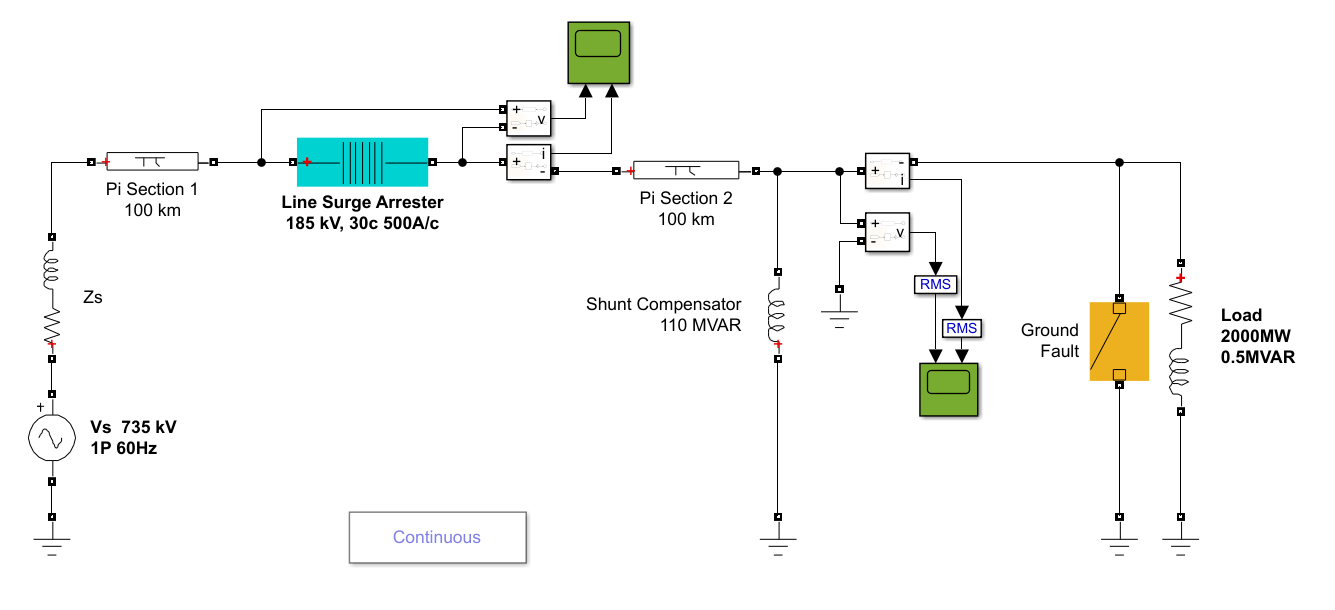 v
i
Pi Section 1
100 km
Line Surge Arrester
185 kV, 30c 500A/c
Pi Section 2
100 km
i
v
RMS
RMS
Zs
Shunt Compensator
110 MVAR
Ground
Fault
Load
2000MW
0.5MVAR
Vs  735 kV
1P 60Hz
Continuous